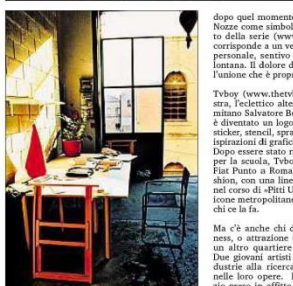 dopo quel moment
Nozze come simbol
to della serie (ww
corrisponde a un ve
personale, sentivo
lontana. Il dolore d
l'unione che è propr
Tvboy (www.thetv
stra, l'eclettico alte
mitano Salvatore Be
è diventato un logo
sticker, stencil, spra
ispirazioni di grafic
Dopo essere stato r
per la scuola, Tvbo
Fiat Punto a Roma
shion, con una line
nel corso di «Pitti U
icone metropolitane
chi ce la fa.
Ma c'è anche chi d
ness, o attrazione
un altro quartiere
Due giovani artisti
dustrie alla ricerca
nelle loro opere.